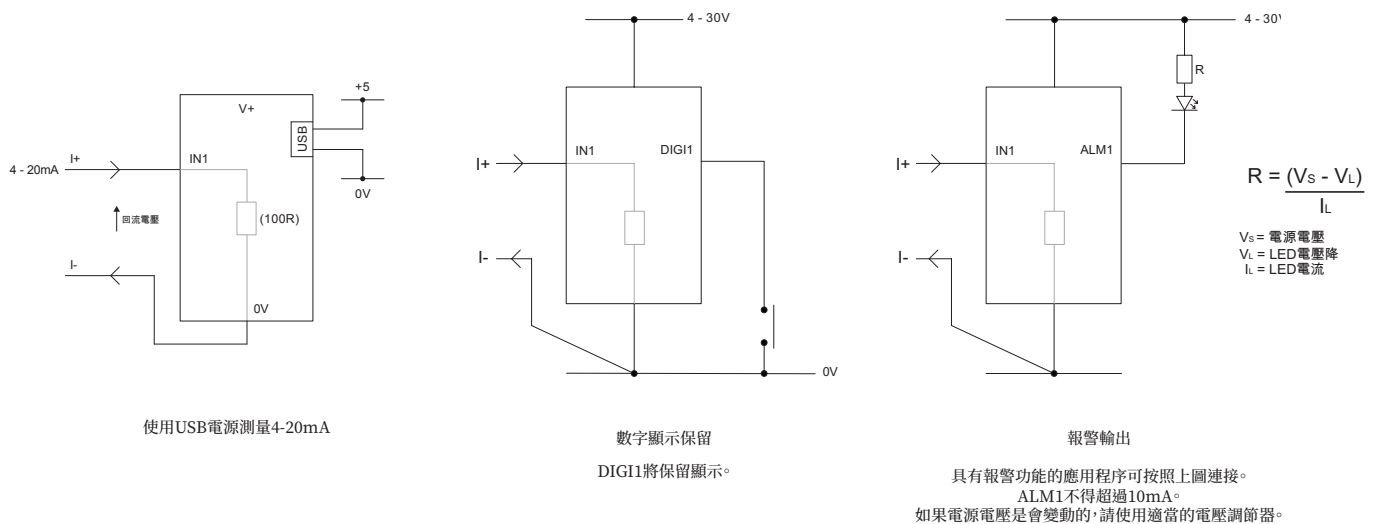 +5
V+
USB
4 - 20mA
I+
IN1
0V
回流電壓
(100R)
I-
0V
使用USB電源測量4-20mA
4 - 30V
I+
IN1
DIGI1
I-
0V
數字顯示保留
DIGI1將保留顯示。
4 - 30V
R
I+
IN1
ALM1
I-
R = (VS - VL)
IL
VS = 電源電壓
VL = LED電壓降
IL = LED電流
報警輸出
具有報警功能的應用程序可按照上圖連接。
ALM1不得超過10mA。
如果電源電壓是會變動的,請使用適當的電壓調節器。